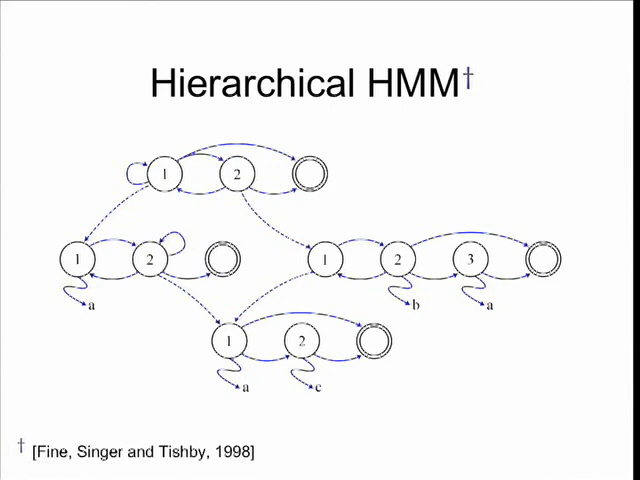 Hierarchical HMM†
1 2
1 2 1 2 3
a b a
1 2
a c
† [Fine, Singer and Tishby, 1998]